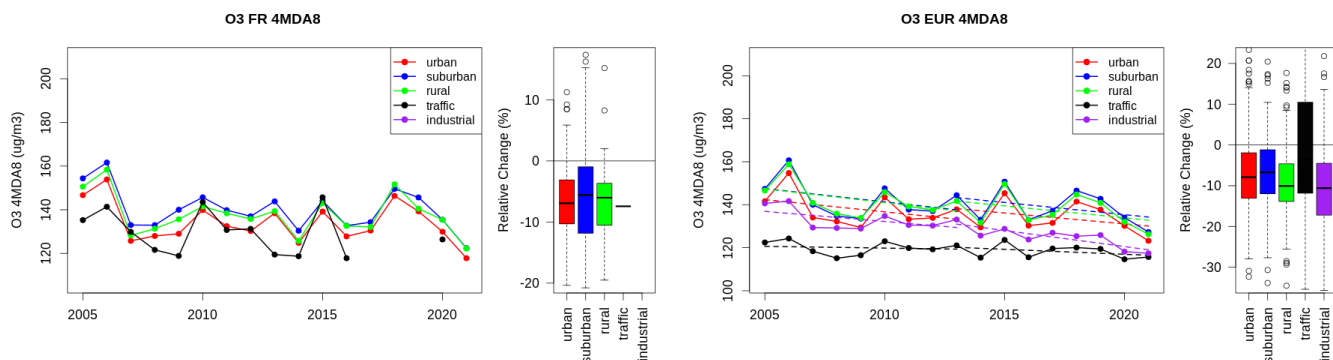 O3 FR 4MDA8
O3 4MDA8 (ug/m3)
200
180
160
140
120
2005
2010
2015
2020
urban
suburban
rural
traffic
industrial
Relative Change (%)
10
0
-10
-20
urban
suburban
rural
traffic
industrial
O3 EUR 4MDA8
O3 4MDA8 (ug/m3)
200
180
160
140
120
100
2005
2010
2015
2020
urban
suburban
rural
traffic
industrial
Relative Change (%)
20
10
0
-10
-20
-30
urban
suburban
rural
traffic
industrial